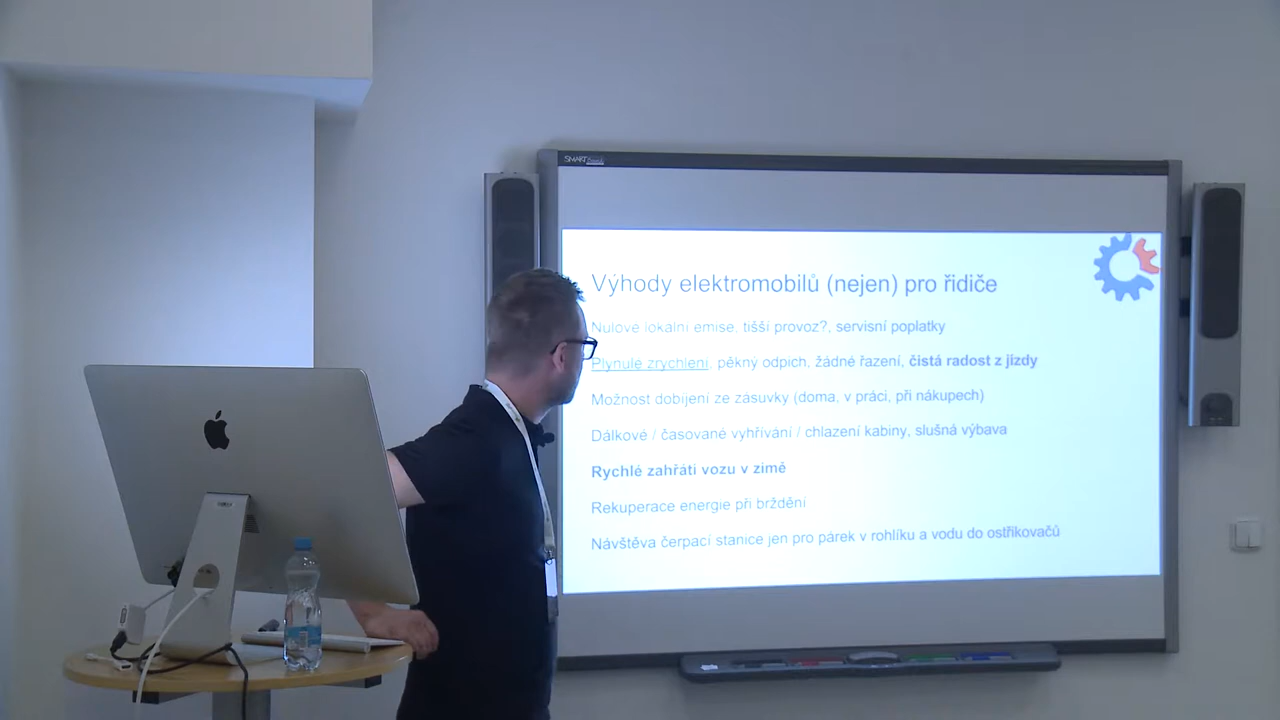 SMART Board
Výhody elektromobilů (nejen) pro řidiče
Nulové lokální emise, tišší provoz?, servisní poplatky
Plynulé zrychlení, pěkný odpich, žádné řazení, čistá radost z jízdy
Možnost dobíjení ze zásuvky (doma, v práci, při nákupech)
Dálkové / časované vyhřívání / chlazení kabiny, slušná výbava
Rychlé zahřátí vozu v zimě
Rekuperace energie při brždění
Návštěva čerpací stanice jen pro párek v rohlíku a vodu do ostřikovačů